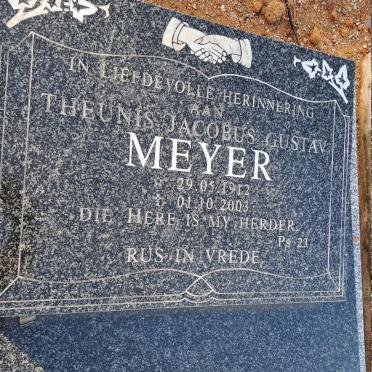 IN LIEFDEVOLLE HERINNERING
AAN
THEUNIS JACOBUS GUSTAV
MEYER
* 29.05.1912
† 01.10.2003
DIE HERE IS MY HERDER.
Ps 23
RUS IN VREDE.